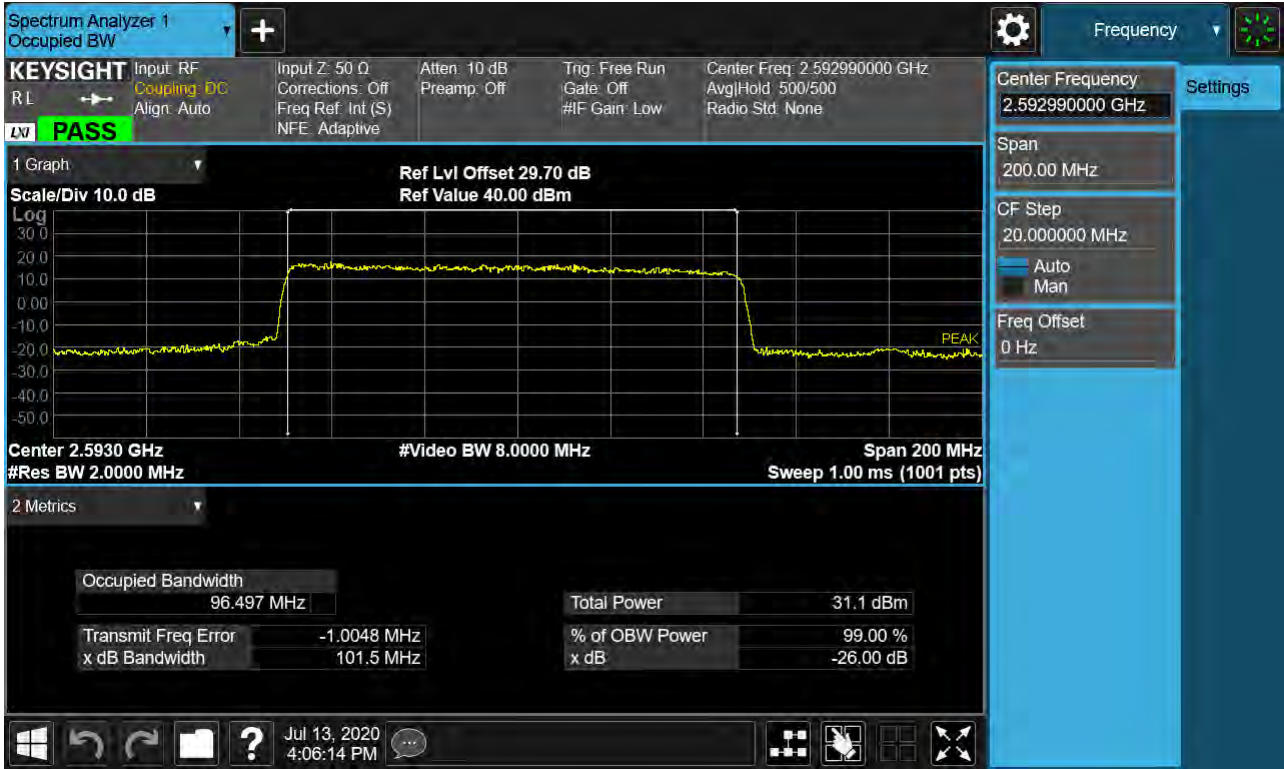 Spectrum Analyzer 1
Occupied BW
+
Frequency
KEYSIGHT
R L
LXI
PASS
Input: RF
Coupling: DC
Align: Auto
Input Z: 50 Ω
Corrections: Off
Freq Ref: Int (S)
NFE: Adaptive
Atten: 10 dB
Preamp: Off
Trig: Free Run
Gate: Off
#IF Gain: Low
Center Freq: 2.592990000 GHz
Avg|Hold: 500/500
Radio Std: None
Center Frequency
2.592990000 GHz
Settings
Span
200.00 MHz
CF Step
20.000000 MHz
Auto
Man
Freq Offset
0 Hz
1 Graph
Scale/Div 10.0 dB
Ref Lvl Offset 29.70 dB
Ref Value 40.00 dBm
Log
30.0
20.0
10.0
0.00
-10.0
-20.0
-30.0
-40.0
-50.0
PEAK
Center 2.5930 GHz
#Video BW 8.0000 MHz
Span 200 MHz
#Res BW 2.0000 MHz
Sweep 1.00 ms (1001 pts)
2 Metrics
Occupied Bandwidth
96.497 MHz
Total Power 31.1 dBm
Transmit Freq Error -1.0048 MHz
% of OBW Power 99.00 %
x dB Bandwidth 101.5 MHz
x dB -26.00 dB
?
Jul 13, 2020
4:06:14 PM